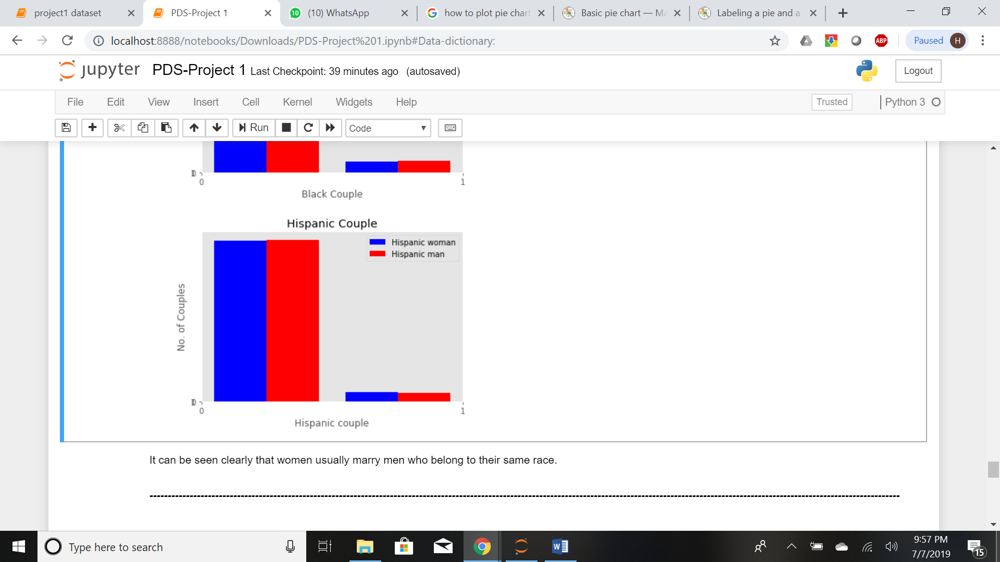 project1 dataset
PDS-Project 1
(10) WhatsApp
how to plot pie chart
Basic pie chart — Ma
Labeling a pie and a
localhost:8888/notebooks/Downloads/PDS-Project%201.ipynb#Data-dictionary:
ABP
Paused H
jupyter PDS-Project 1 Last Checkpoint: 39 minutes ago (autosaved)
Logout
File Edit View Insert Cell Kernel Widgets Help
Trusted
Python 3
Run
Code
0 1
Black Couple
Hispanic Couple
Hispanic woman
Hispanic man
No. of Couples
0 1
Hispanic couple
It can be seen clearly that women usually marry men who belong to their same race.
Type here to search
9:57 PM
7/7/2019
15